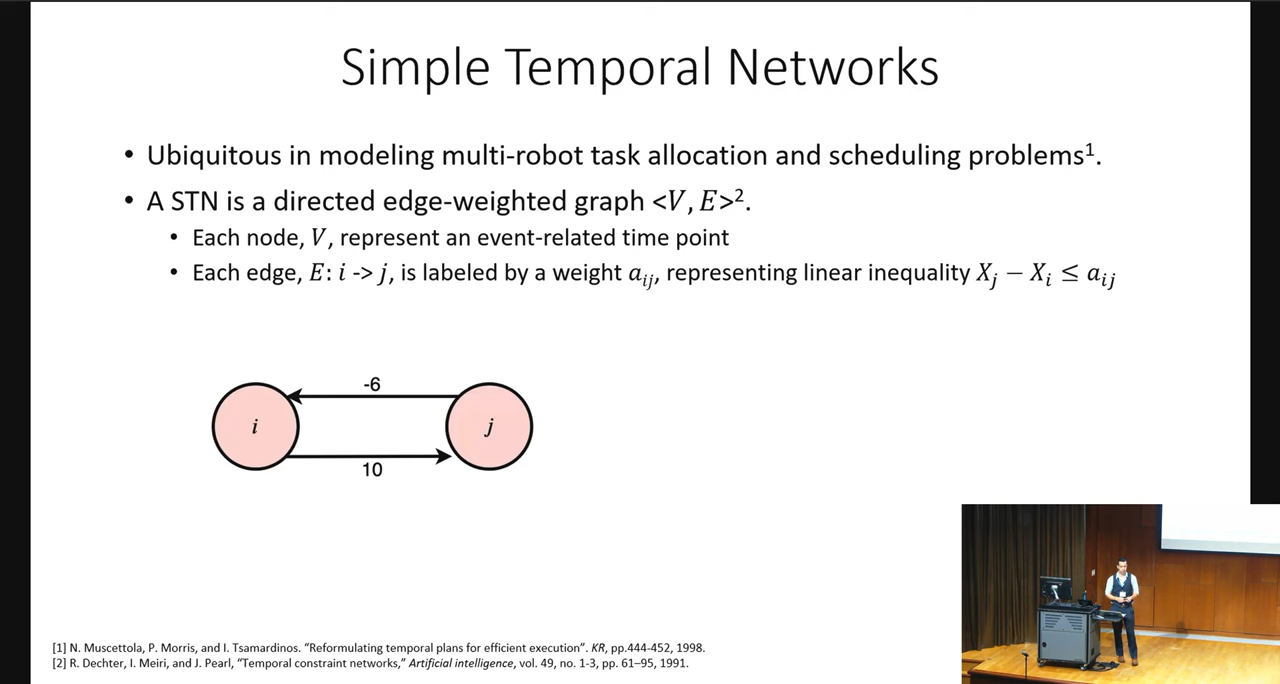 Simple Temporal Networks
• Ubiquitous in modeling multi-robot task allocation and scheduling problems¹.
• A STN is a directed edge-weighted graph <V, E>².
• Each node, V, represent an event-related time point
• Each edge, E: i -> j, is labeled by a weight aᵢⱼ, representing linear inequality Xⱼ − Xᵢ ≤ aᵢⱼ
-6
i
j
10
[1] N. Muscettola, P. Morris, and I. Tsamardinos. “Reformulating temporal plans for efficient execution”. KR, pp.444-452, 1998.
[2] R. Dechter, I. Meiri, and J. Pearl, “Temporal constraint networks,” Artificial intelligence, vol. 49, no. 1-3, pp. 61–95, 1991.